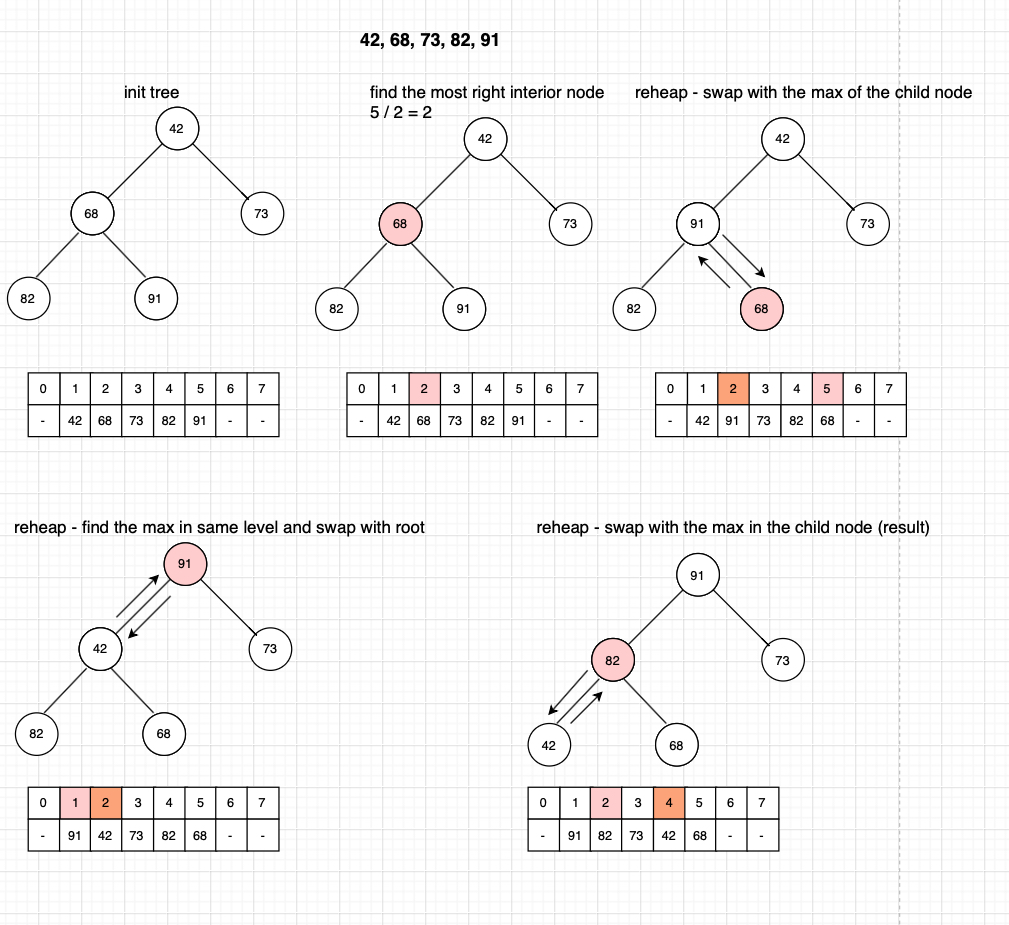 42, 68, 73, 82, 91
init tree
42
68
73
82
91
0 1 2 3 4 5 6 7
- 42 68 73 82 91 - -
find the most right interior node
5 / 2 = 2
42
68
73
82
91
0 1 2 3 4 5 6 7
- 42 68 73 82 91 - -
reheap - swap with the max of the child node
42
91
73
82
68
0 1 2 3 4 5 6 7
- 42 91 73 82 68 - -
reheap - find the max in same level and swap with root
91
42
73
82
68
0 1 2 3 4 5 6 7
- 91 42 73 82 68 - -
reheap - swap with the max in the child node (result)
91
82
73
42
68
0 1 2 3 4 5 6 7
- 91 82 73 42 68 - -